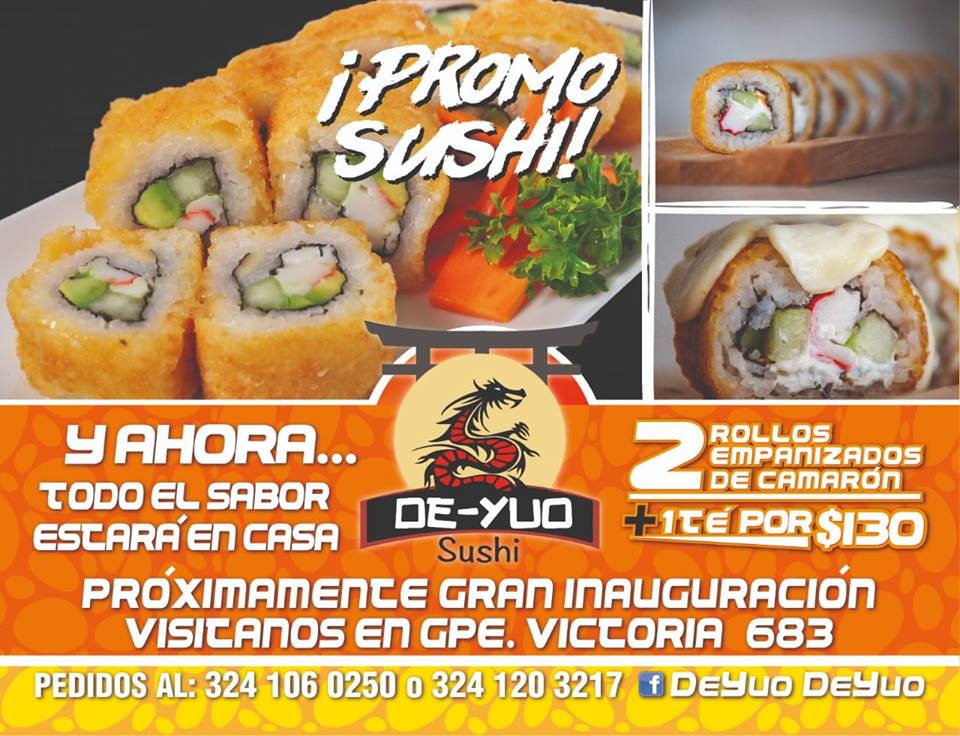 ¡PROMO
SUSHI!
Y AHORA...
TODO EL SABOR
ESTARÁ EN CASA
DE-YUO
Sushi
2 ROLLOS
EMPANIZADOS
DE CAMARÓN
+1 TÉ POR $130
PRÓXIMAMENTE GRAN INAUGURACIÓN
VISITANOS EN GPE. VICTORIA 683
PEDIDOS AL: 324 106 0250 o 324 120 3217 f DeYuo DeYuo